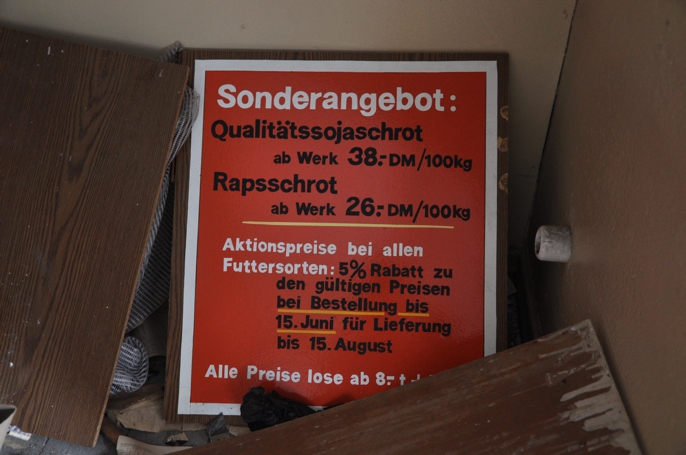 Sonderangebot:
Qualitätssojaschrot
ab Werk 38.- DM/100kg
Rapsschrot
ab Werk 26.- DM/100kg
Aktionspreise bei allen
Futtersorten: 5% Rabatt zu
den gültigen Preisen
bei Bestellung bis
15. Juni für Lieferung
bis 15. August
Alle Preise lose ab 8.- t